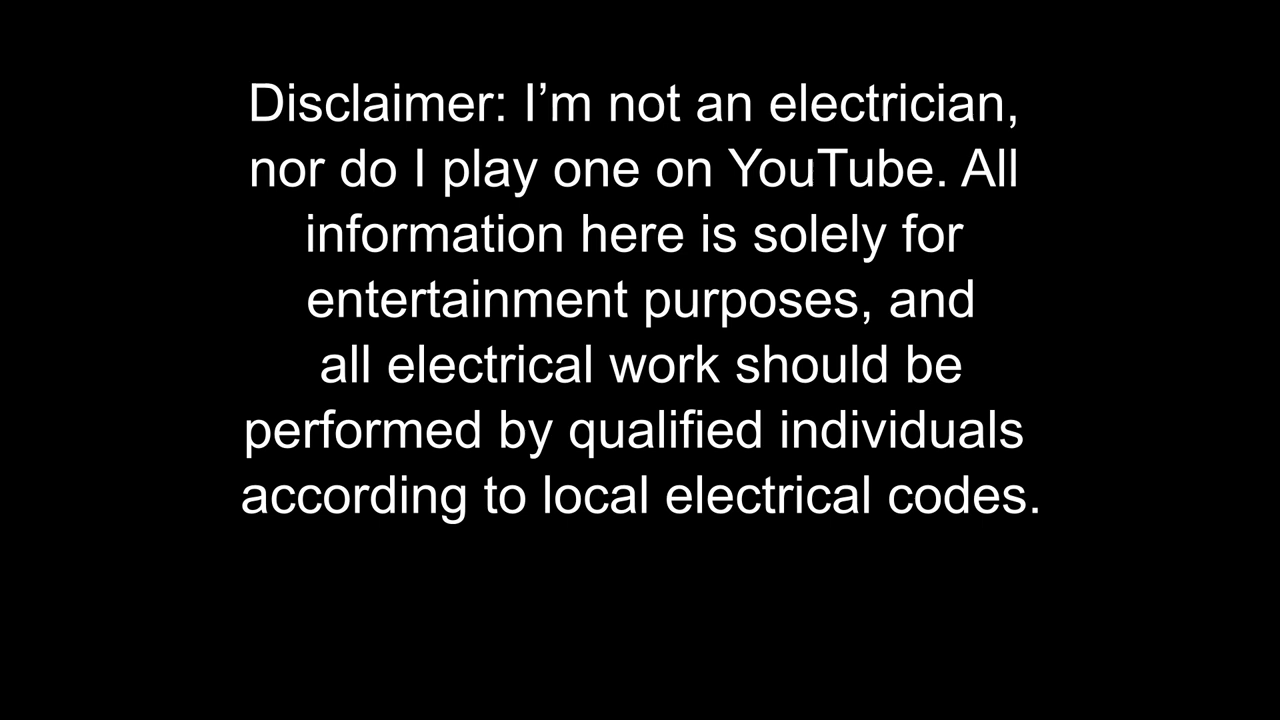 Disclaimer: I’m not an electrician,
nor do I play one on YouTube. All
information here is solely for
entertainment purposes, and
all electrical work should be
performed by qualified individuals
according to local electrical codes.